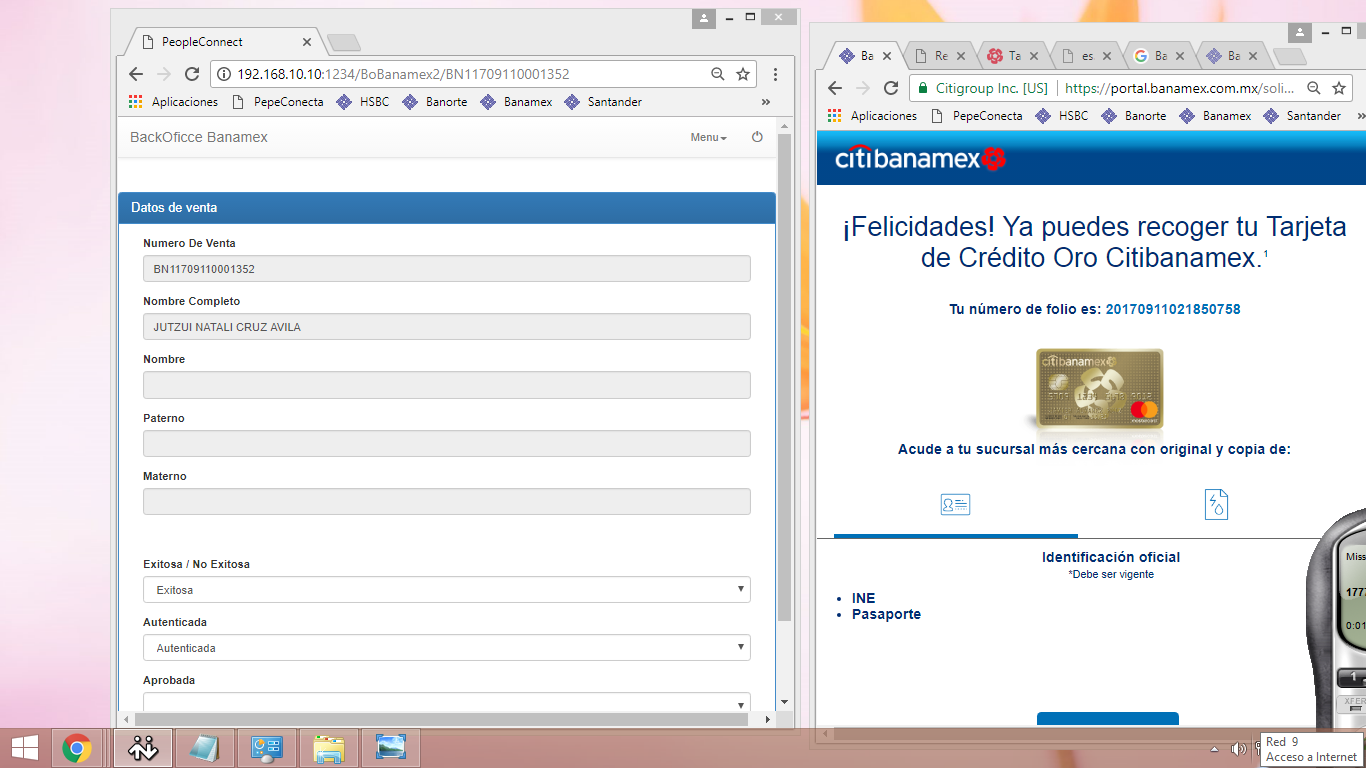 PeopleConnect
192.168.10.10:1234/BoBanamex2/BN11709110001352
Aplicaciones PepeConecta HSBC Banorte Banamex Santander »
BackOficce Banamex Menu
Datos de venta
Numero De Venta
BN11709110001352
Nombre Completo
JUTZUI NATALI CRUZ AVILA
Nombre
Paterno
Materno
Exitosa / No Exitosa
Exitosa
Autenticada
Autenticada
Aprobada
Ba Re Ta es Ba Ba
Citigroup Inc. [US] https://portal.banamex.com.mx/soli...
Aplicaciones PepeConecta HSBC Banorte Banamex Santander »
citibanamex
¡Felicidades! Ya puedes recoger tu Tarjeta
de Crédito Oro Citibanamex.¹
Tu número de folio es: 20170911021850758
citibanamex
Acude a tu sucursal más cercana con original y copia de:
Identificación oficial
*Debe ser vigente
• INE
• Pasaporte
Miss
1777
0:01
1
XFER
Red 9
Acceso a Internet